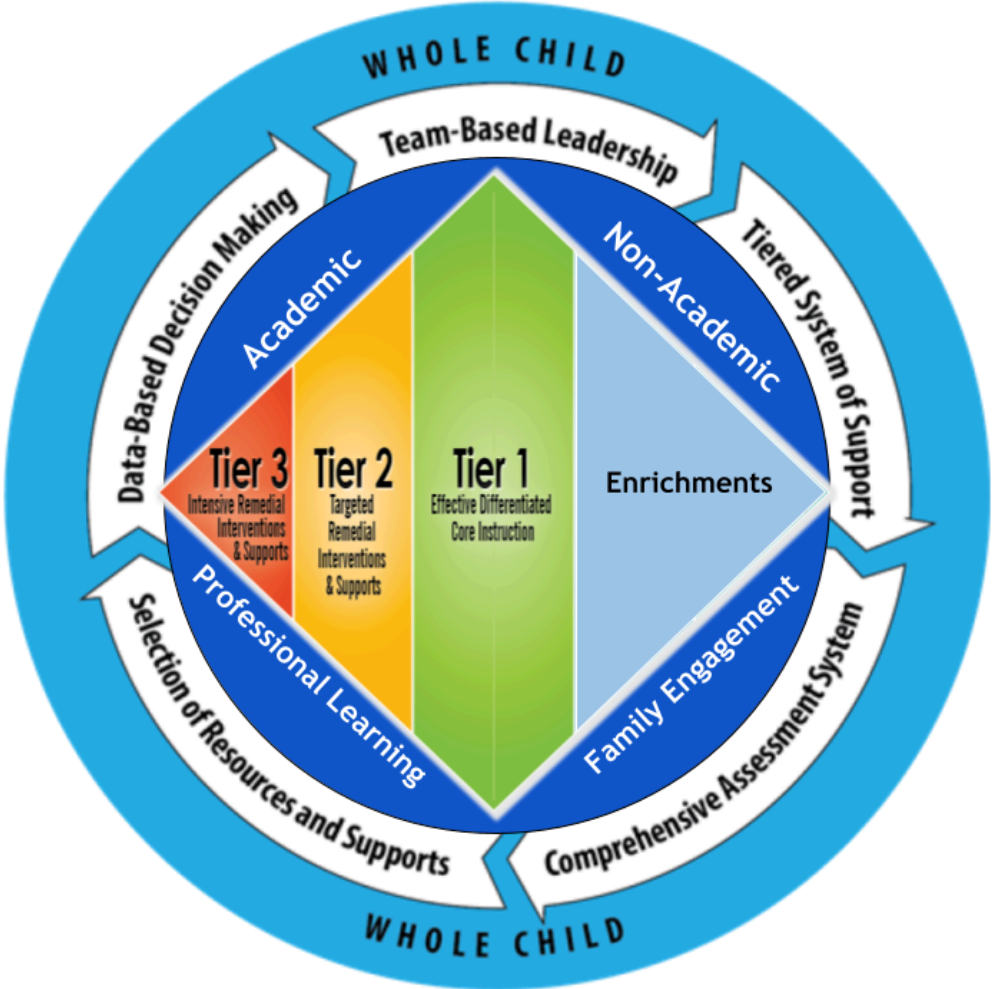 WHOLE CHILD
Team-Based Leadership
Tiered System of Support
Comprehensive Assessment System
Selection of Resources and Supports
Data-Based Decision Making
Academic
Non-Academic
Tier 3
Intensive Remedial
Interventions
& Supports
Tier 2
Targeted
Remedial
Interventions
& Supports
Tier 1
Effective Differentiated
Core Instruction
Enrichments
Professional Learning
Family Engagement
WHOLE CHILD